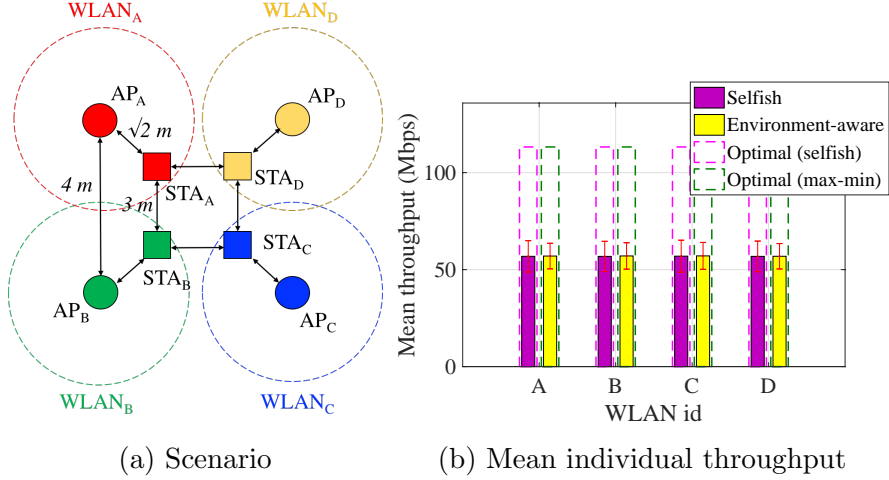 WLAN_A
WLAN_D
AP_A
AP_D
√2 m
4 m
STA_A
STA_D
3 m
STA_B
STA_C
AP_B
AP_C
WLAN_B
WLAN_C
(a) Scenario
Selfish
Environment-aware
Optimal (selfish)
Optimal (max-min)
Mean throughput (Mbps)
100
50
0
A B C D
WLAN id
(b) Mean individual throughput